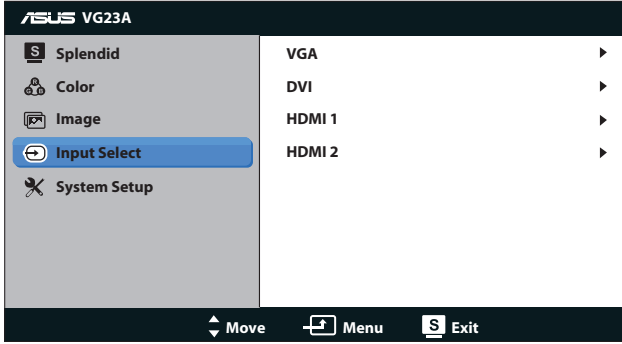 ASUS VG23A
S Splendid
Color
Image
Input Select
System Setup
VGA
DVI
HDMI 1
HDMI 2
Move Menu S Exit